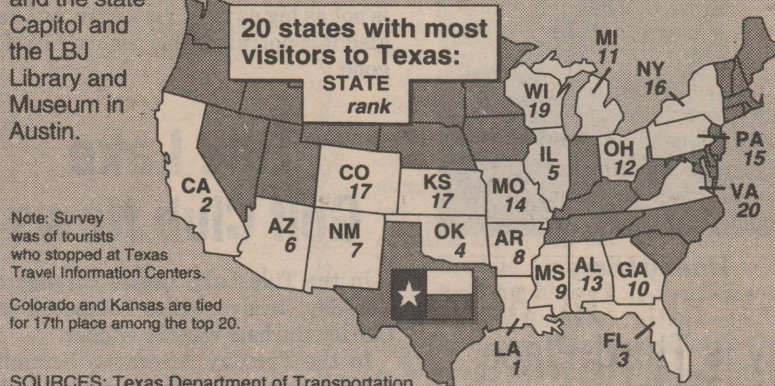 and the state
Capitol and
the LBJ
Library and
Museum in
Austin.
20 states with most
visitors to Texas:
STATE
rank
MI
11
NY
16
WI
19
PA
15
IL
5
OH
12
VA
20
CA
2
CO
17
KS
17
MO
14
AZ
6
NM
7
OK
4
AR
8
MS
9
AL
13
GA
10
LA
1
FL
3
Note: Survey
was of tourists
who stopped at Texas
Travel Information Centers.
Colorado and Kansas are tied
for 17th place among the top 20.
SOURCES: Texas Department of Transportation